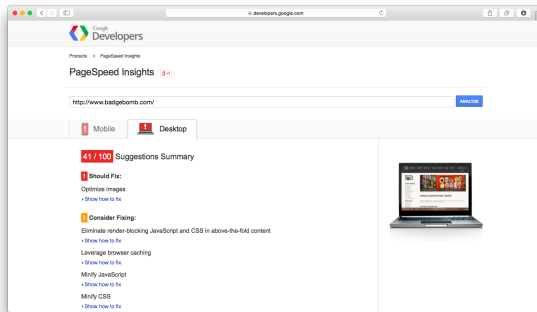 developers.google.com
Google
Developers
Products
PageSpeed Insights
PageSpeed Insights
http://www.badgebomb.com/
ANALYZE
Mobile
Desktop
41 / 100 Suggestions Summary
! Should Fix:
Optimize images
Show how to fix
! Consider Fixing:
Eliminate render-blocking JavaScript and CSS in above-the-fold content
Show how to fix
Leverage browser caching
Show how to fix
Minify JavaScript
Show how to fix
Minify CSS
Show how to fix